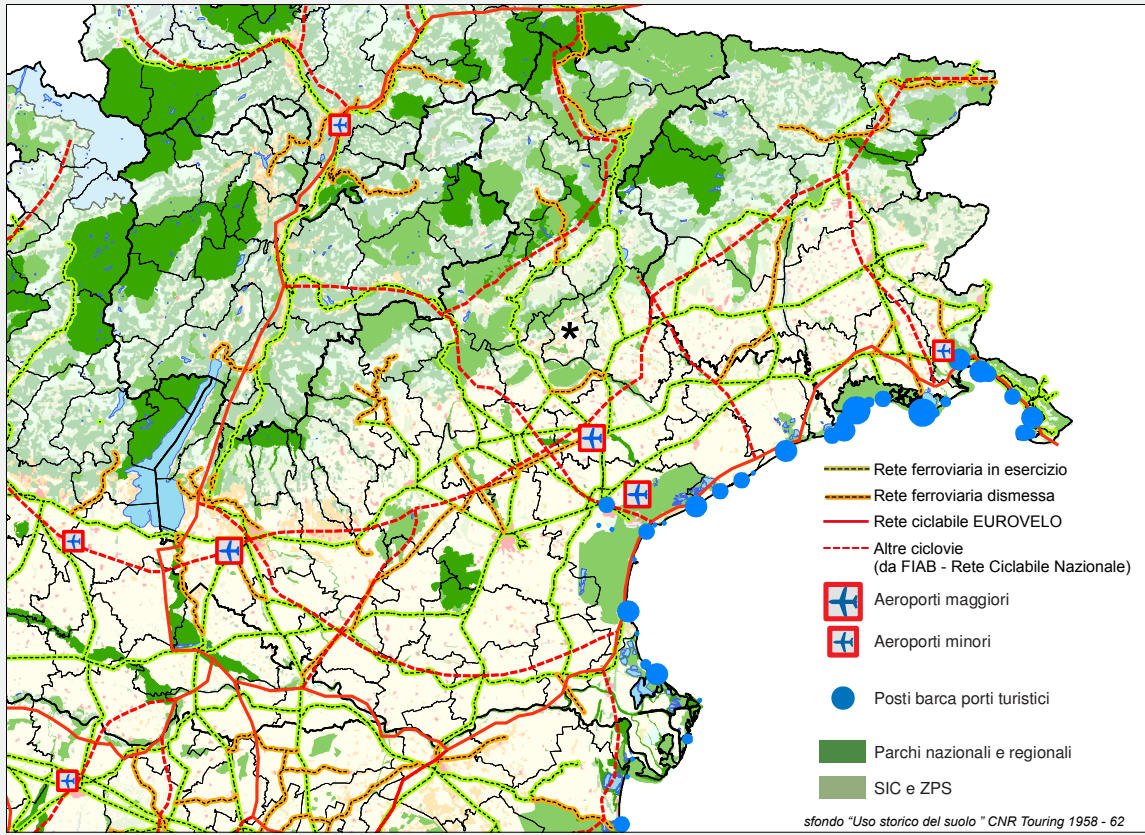 *
Rete ferroviaria in esercizio
Rete ferroviaria dismessa
Rete ciclabile EUROVELO
Altre ciclovie
(da FIAB - Rete Ciclabile Nazionale)
Aeroporti maggiori
Aeroporti minori
Posti barca porti turistici
Parchi nazionali e regionali
SIC e ZPS
sfondo "Uso storico del suolo " CNR Touring 1958 - 62